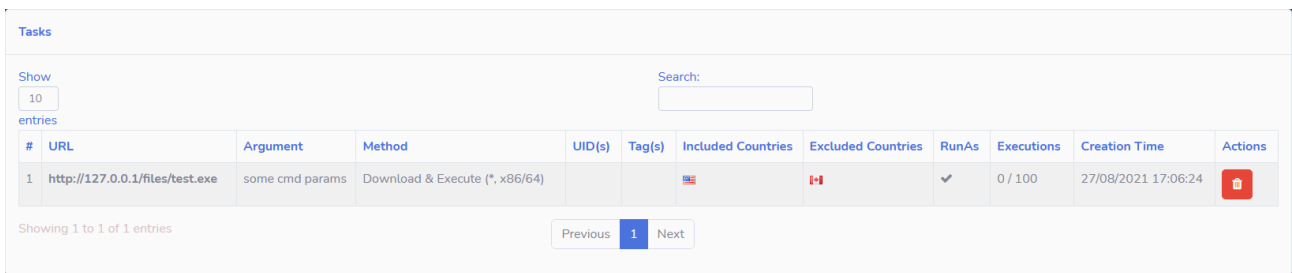 Tasks
Show
10
entries
Search:
# URL Argument Method UID(s) Tag(s) Included Countries Excluded Countries RunAs Executions Creation Time Actions
1 http://127.0.0.1/files/test.exe some cmd params Download & Execute (*, x86/64) 0 / 100 27/08/2021 17:06:24
Showing 1 to 1 of 1 entries
Previous 1 Next